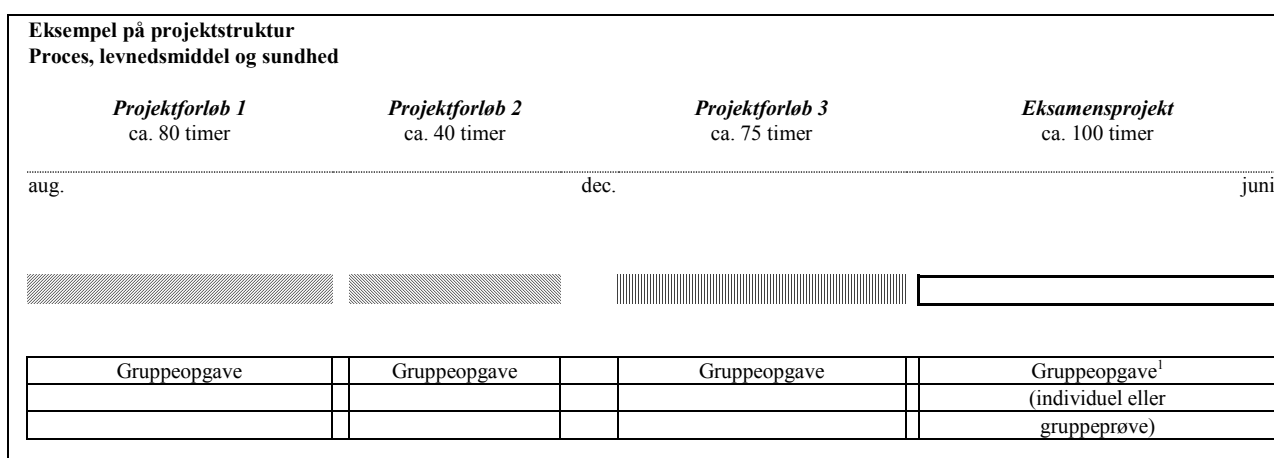 Eksempel på projektstruktur
Proces, levnedsmiddel og sundhed
Projektforløb 1 Projektforløb 2 Projektforløb 3 Eksamensprojekt
ca. 80 timer ca. 40 timer ca. 75 timer ca. 100 timer
aug. dec. juni
Gruppeopgave Gruppeopgave Gruppeopgave Gruppeopgave¹
(individuel eller
gruppeprøve)